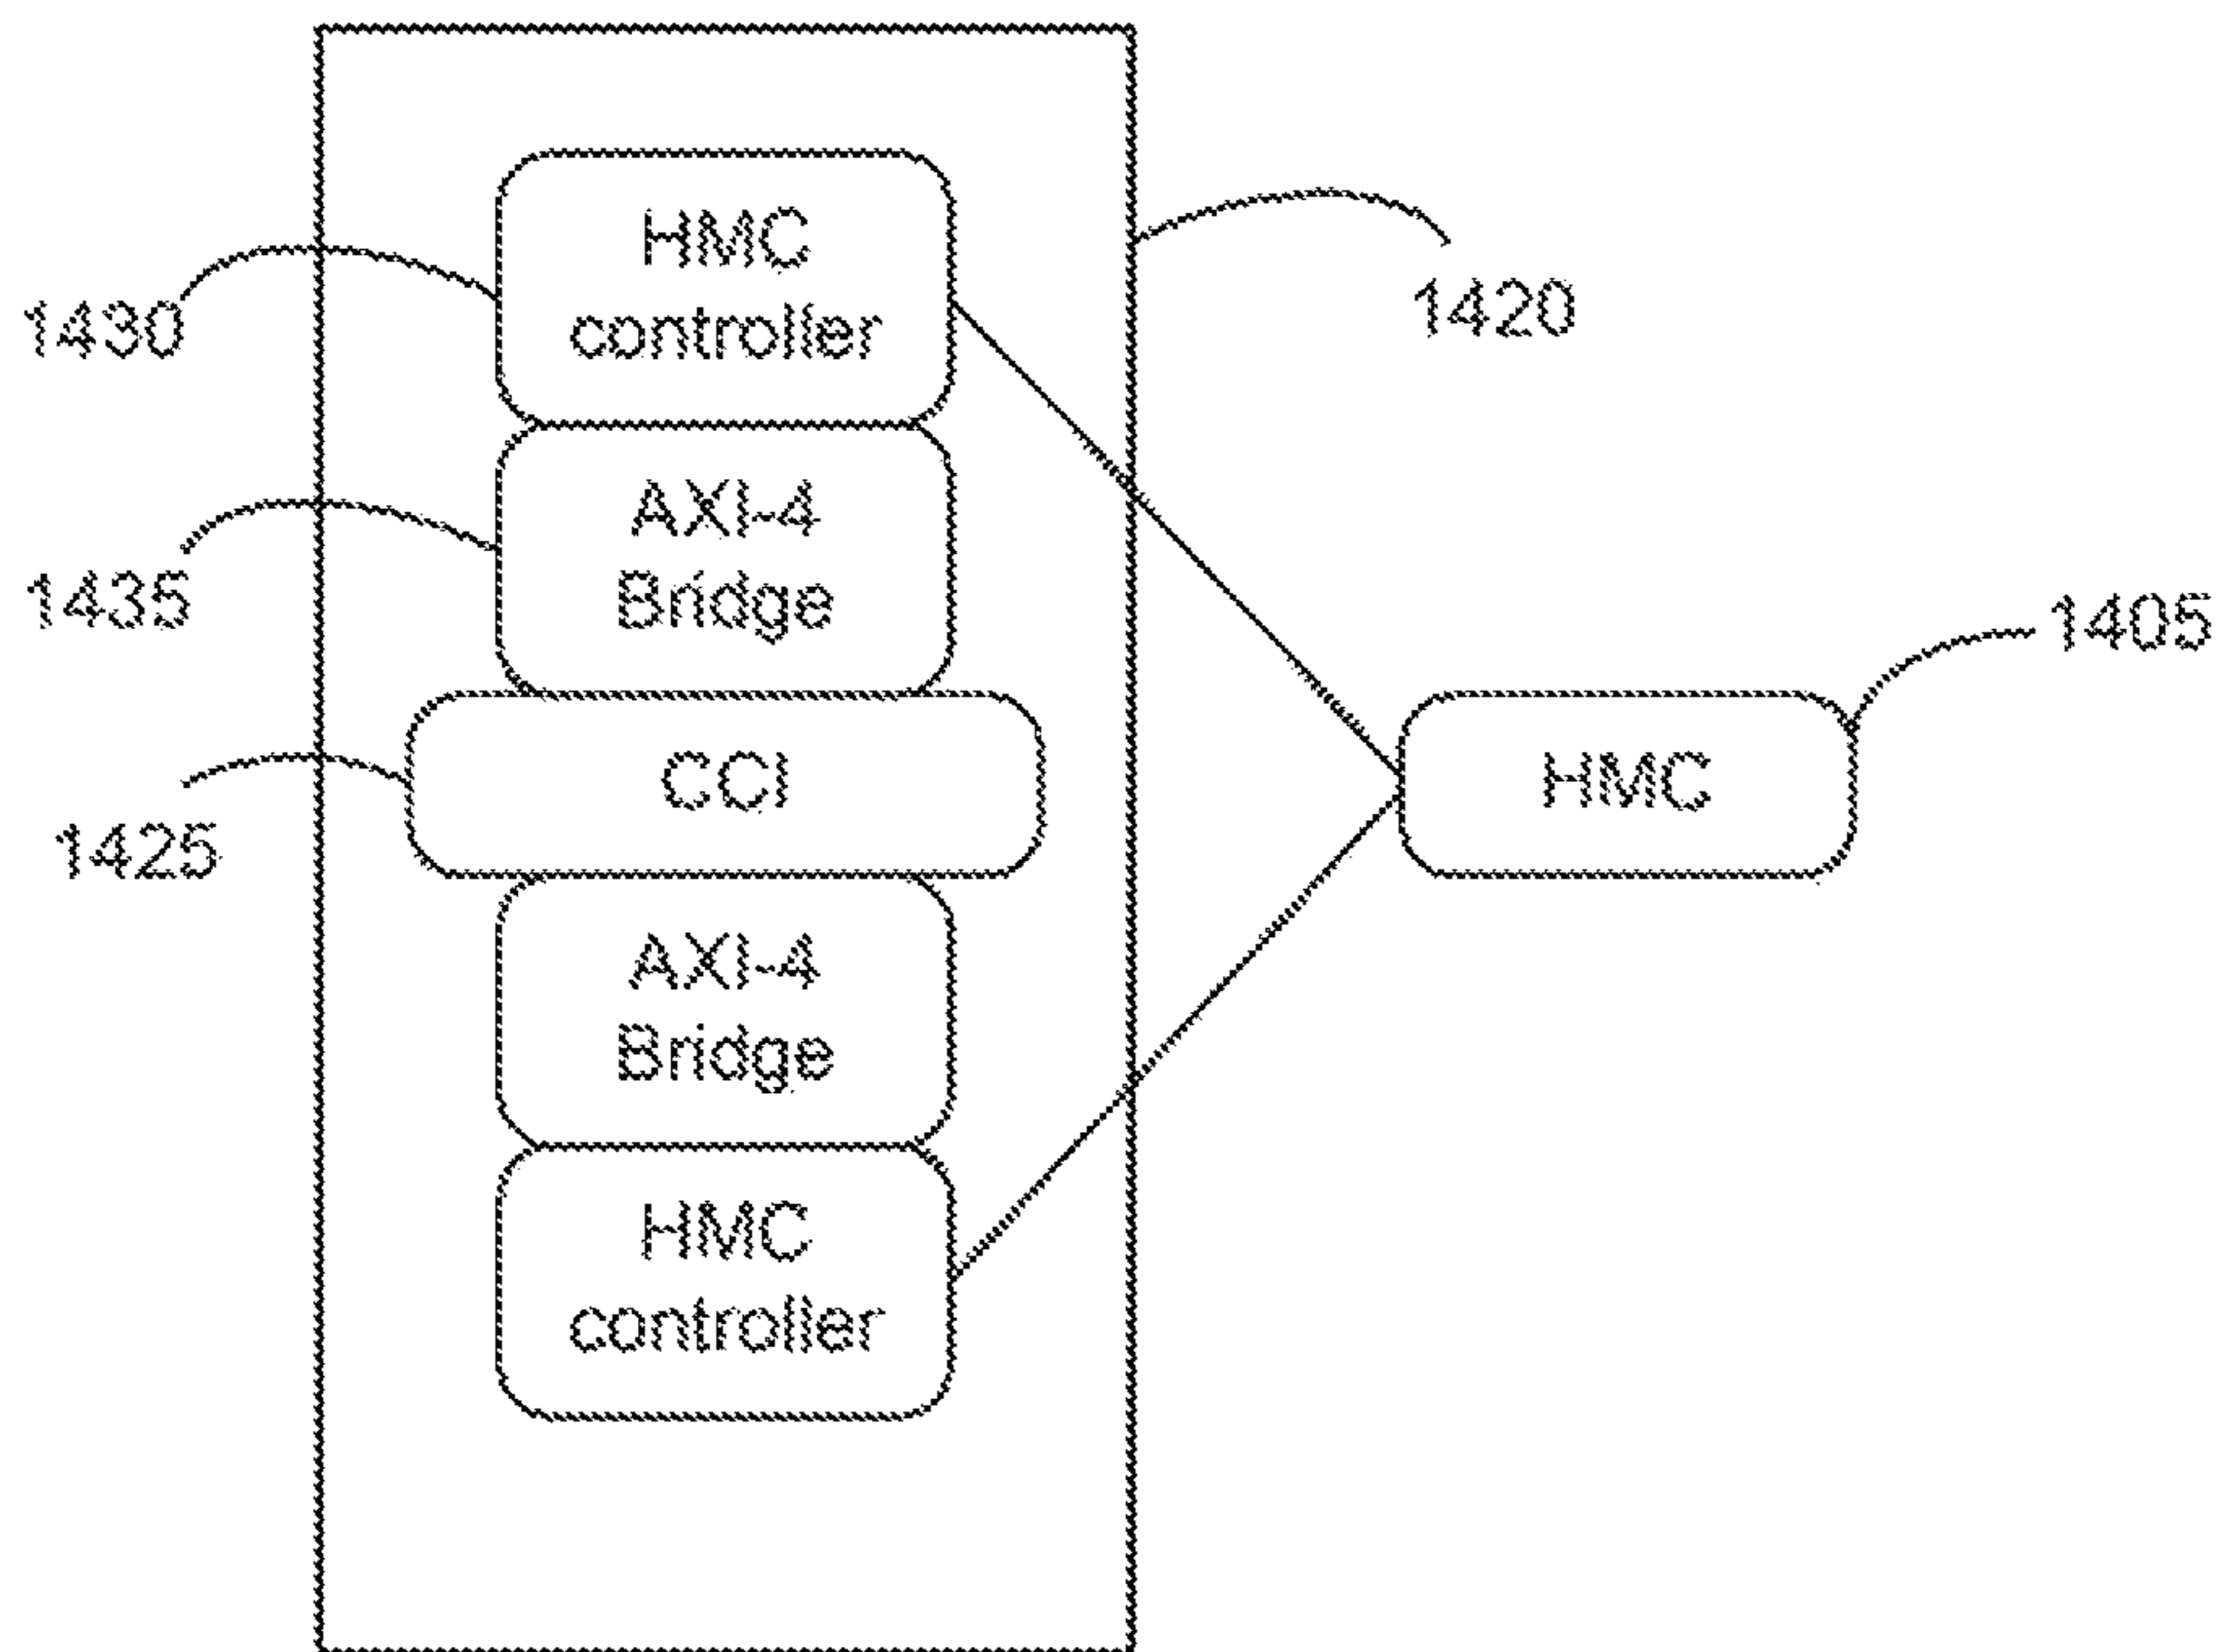 HMC
controller
1430
1420
AXI-4
Bridge
1435
1405
CCI
HMC
1425
AXI-4
Bridge
HMC
controller